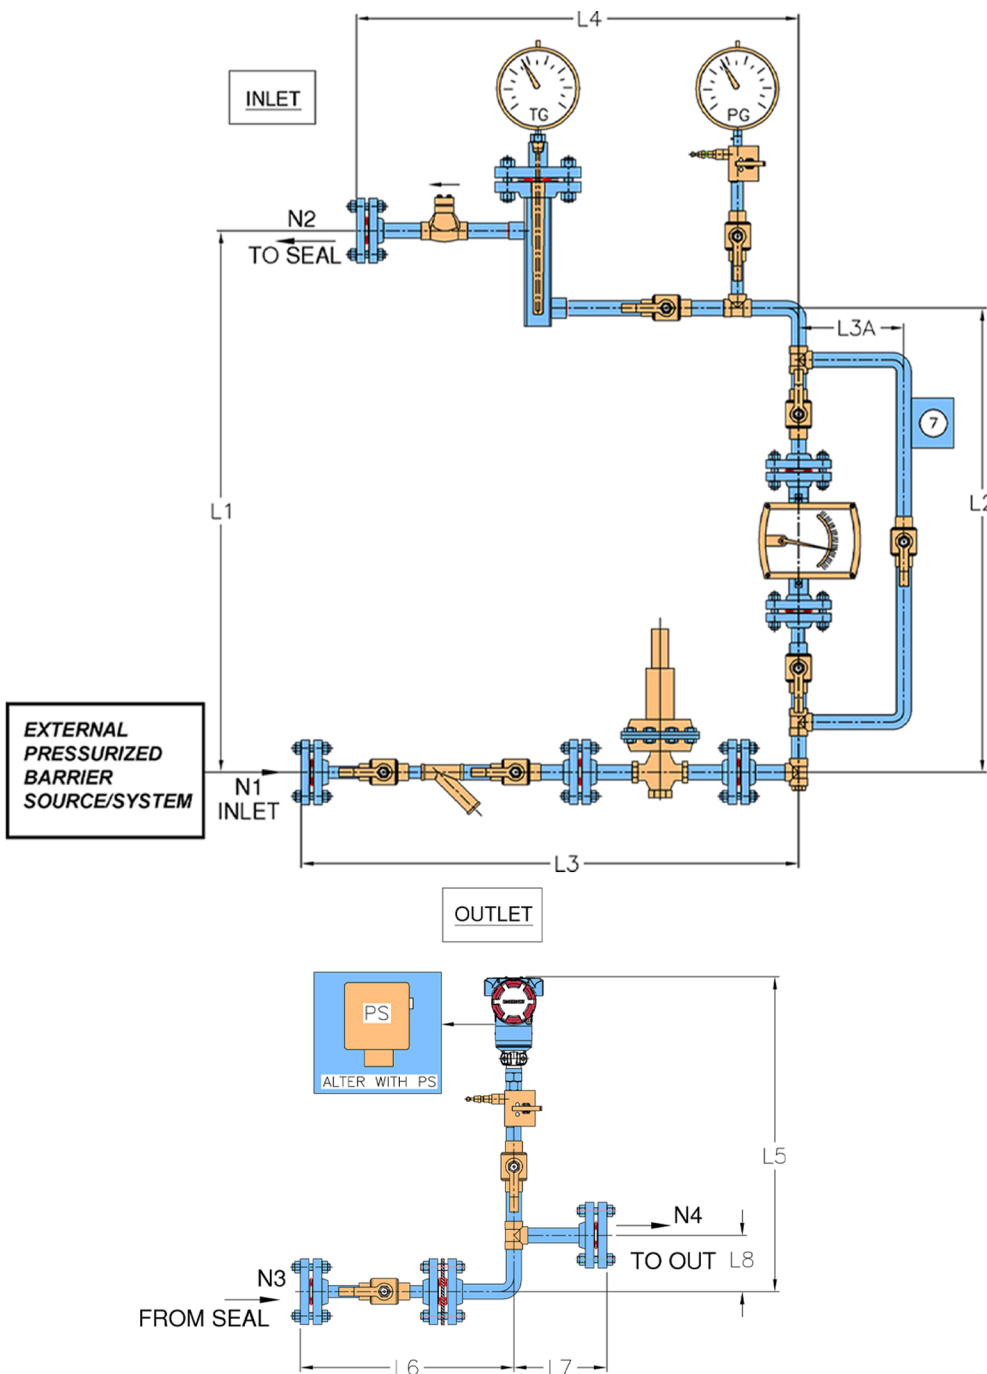 L4
INLET
TG
PG
N2
TO SEAL
L3A
7
L1
L2
EXTERNAL
PRESSURIZED
BARRIER
SOURCE/SYSTEM
N1
INLET
L3
OUTLET
PS
ALTER WITH PS
L5
N4
TO OUT
L8
N3
FROM SEAL
L6
L7